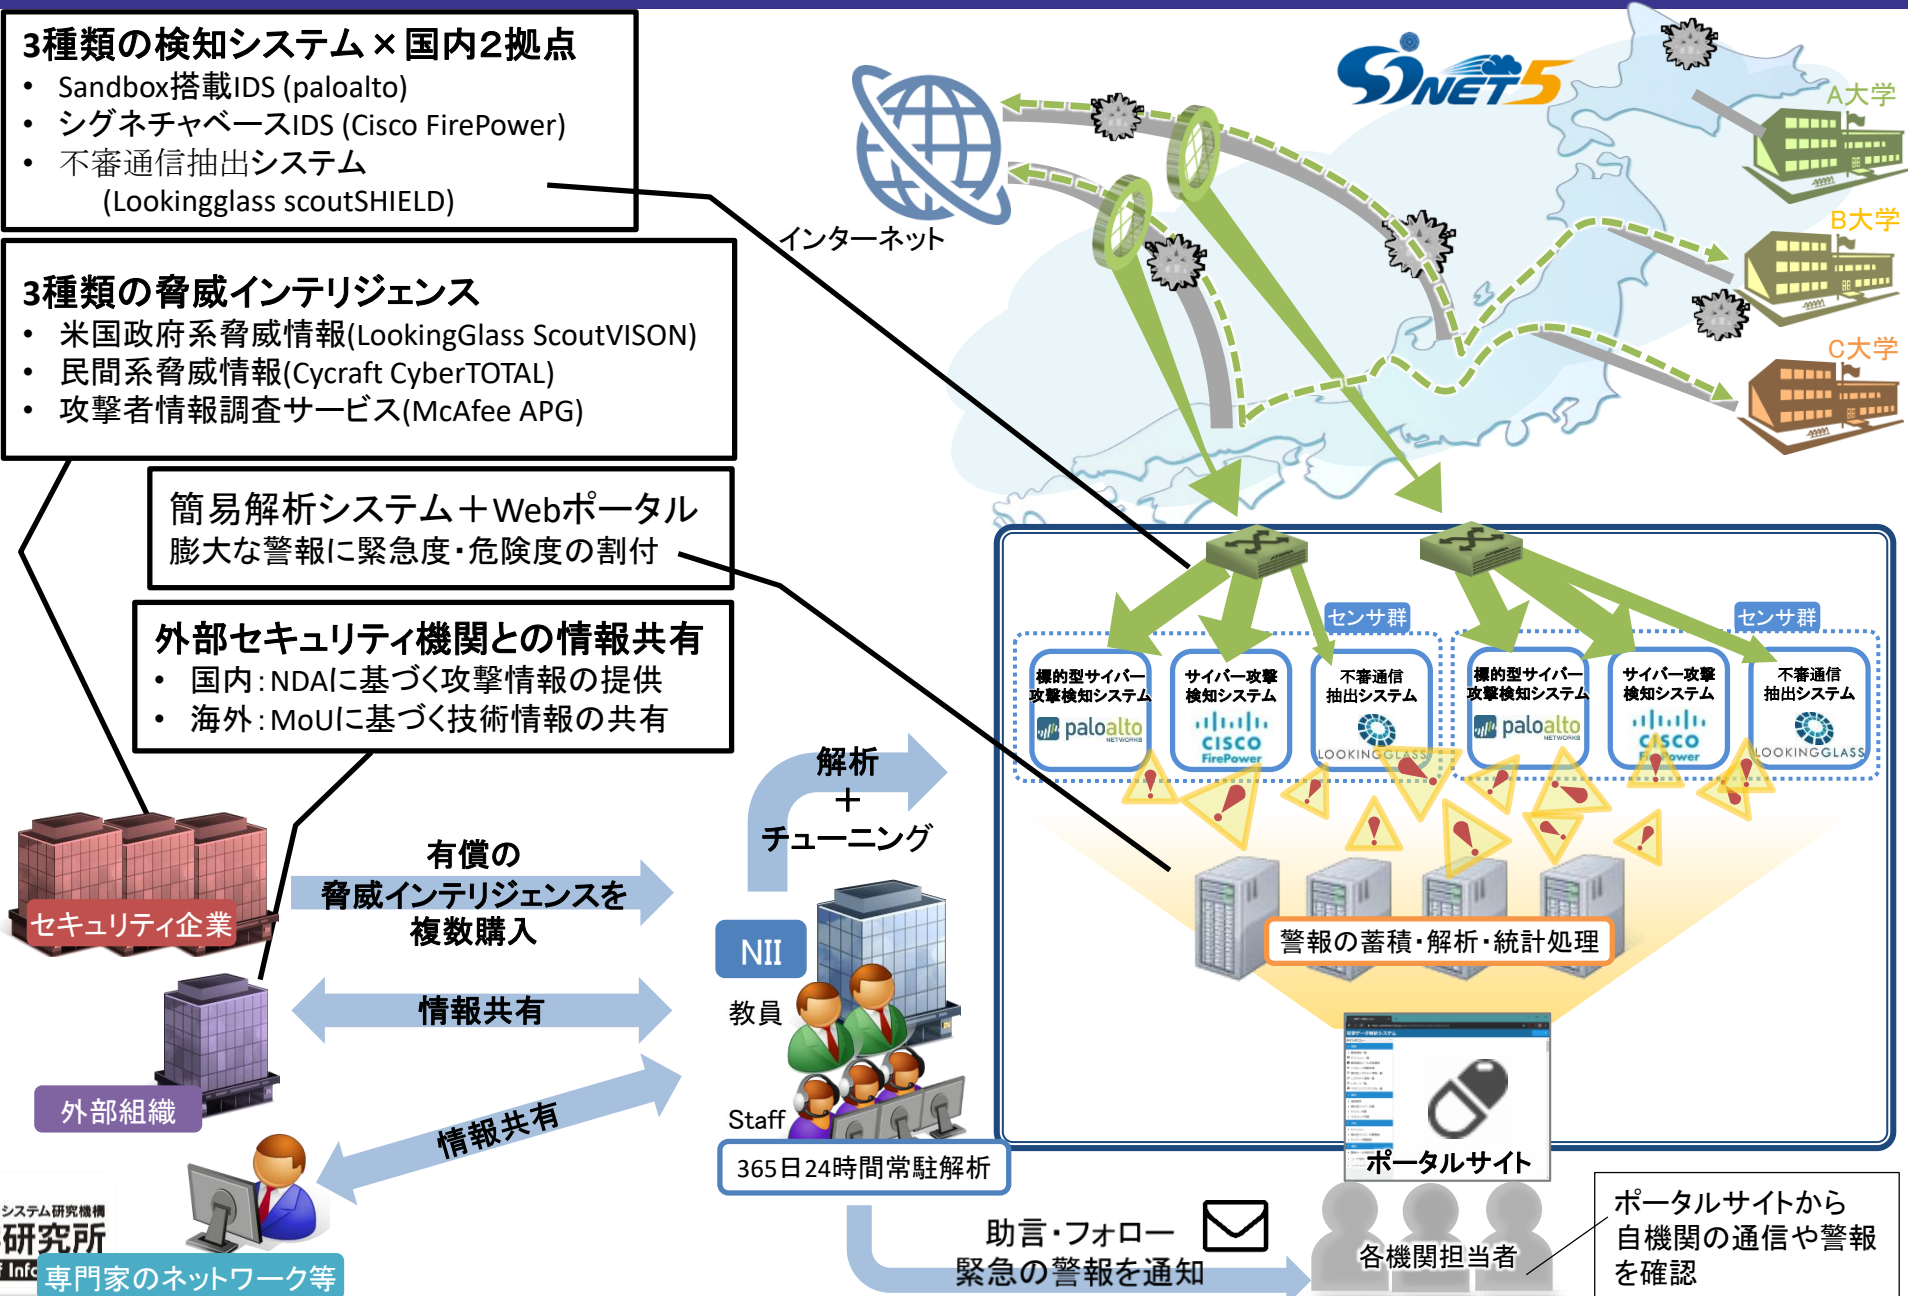 3種類の検知システム×国内2拠点
• Sandbox搭載IDS (paloalto)
• シグネチャベースIDS (Cisco FirePower)
• 不審通信抽出システム
(Lookingglass scoutSHIELD)
3種類の脅威インテリジェンス
• 米国政府系脅威情報(LookingGlass ScoutVISON)
• 民間系脅威情報(Cycraft CyberTOTAL)
• 攻撃者情報調査サービス(McAfee APG)
簡易解析システム＋Webポータル
膨大な警報に緊急度・危険度の割付
外部セキュリティ機関との情報共有
• 国内：NDAに基づく攻撃情報の提供
• 海外：MoUに基づく技術情報の共有
インターネット
SINET5
A大学
B大学
C大学
センサ群
センサ群
標的型サイバー
攻撃検知システム
paloalto
NETWORKS
サイバー攻撃
検知システム
CISCO
FirePower
不審通信
抽出システム
LOOKINGGLASS
標的型サイバー
攻撃検知システム
paloalto
NETWORKS
サイバー攻撃
検知システム
CISCO
FirePower
不審通信
抽出システム
LOOKINGGLASS
解析
＋
チューニング
有償の
脅威インテリジェンスを
複数購入
セキュリティ企業
情報共有
外部組織
情報共有
専門家のネットワーク等
NII
教員
Staff
365日24時間常駐解析
警報の蓄積・解析・統計処理
ポータルサイト
助言・フォロー
緊急の警報を通知
各機関担当者
ポータルサイトから
自機関の通信や警報
を確認
システム研究機構
研究所